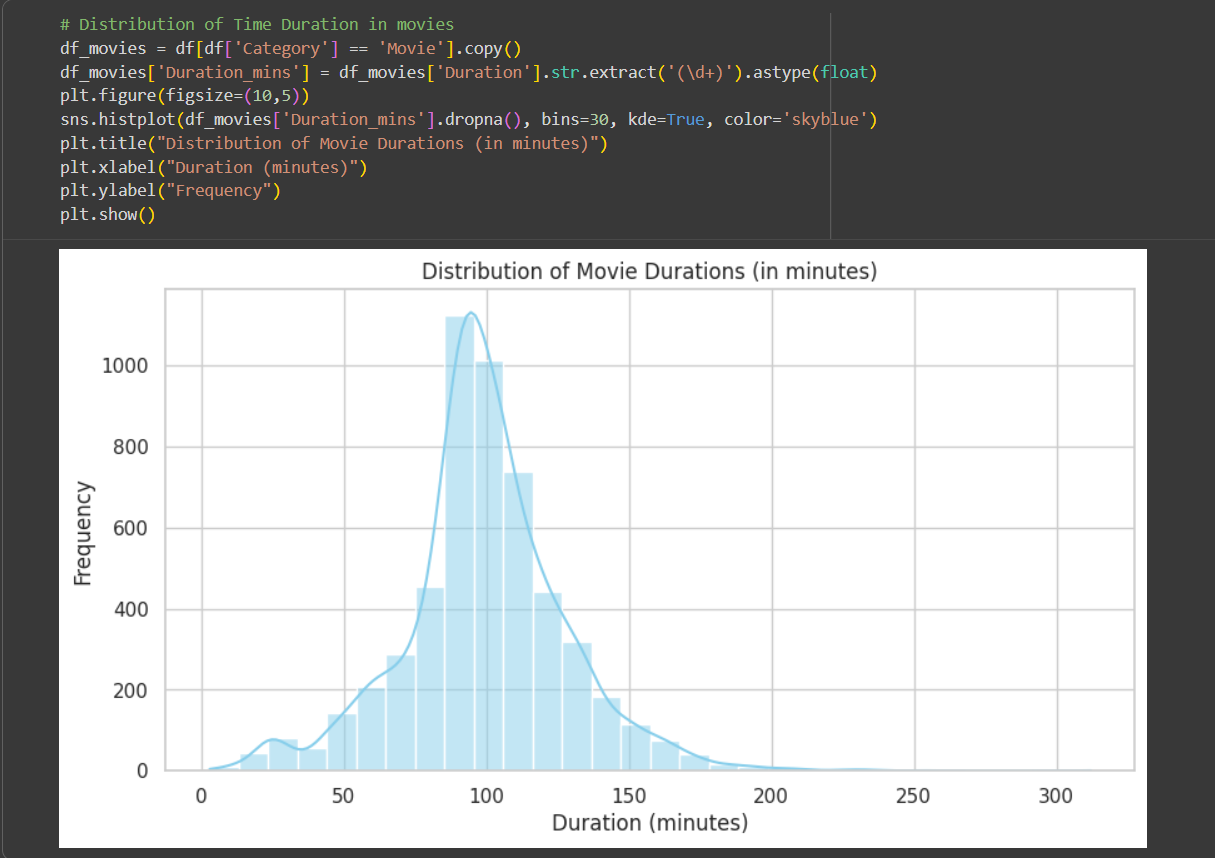 # Distribution of Time Duration in movies
df_movies = df[df['Category'] == 'Movie'].copy()
df_movies['Duration_mins'] = df_movies['Duration'].str.extract('(\d+)').astype(float)
plt.figure(figsize=(10,5))
sns.histplot(df_movies['Duration_mins'].dropna(), bins=30, kde=True, color='skyblue')
plt.title("Distribution of Movie Durations (in minutes)")
plt.xlabel("Duration (minutes)")
plt.ylabel("Frequency")
plt.show()
Distribution of Movie Durations (in minutes)
Frequency
1000
800
600
400
200
0
0 50 100 150 200 250 300
Duration (minutes)